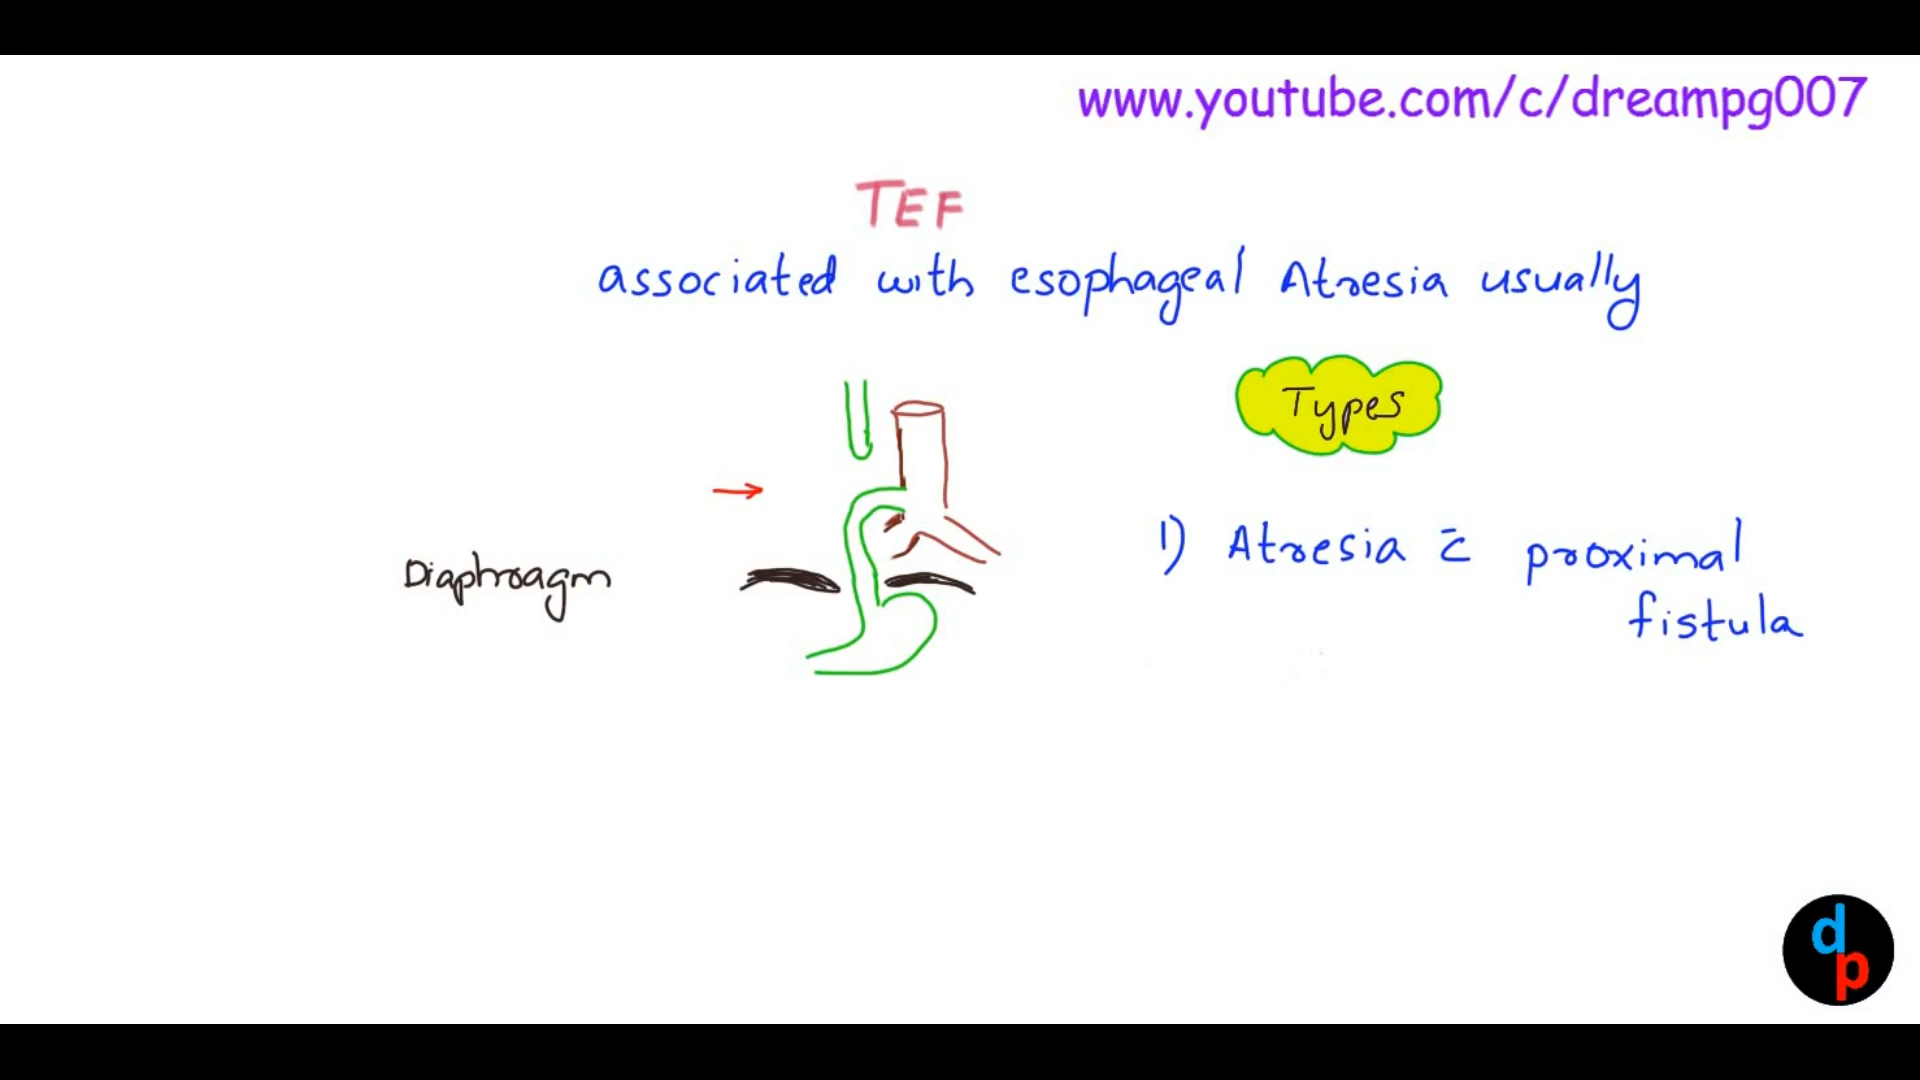 www.youtube.com/c/dreampg007
TEF
associated with esophageal Atresia usually
Types
Diaphragm
1) Atresia c̄ proximal
fistula
dp